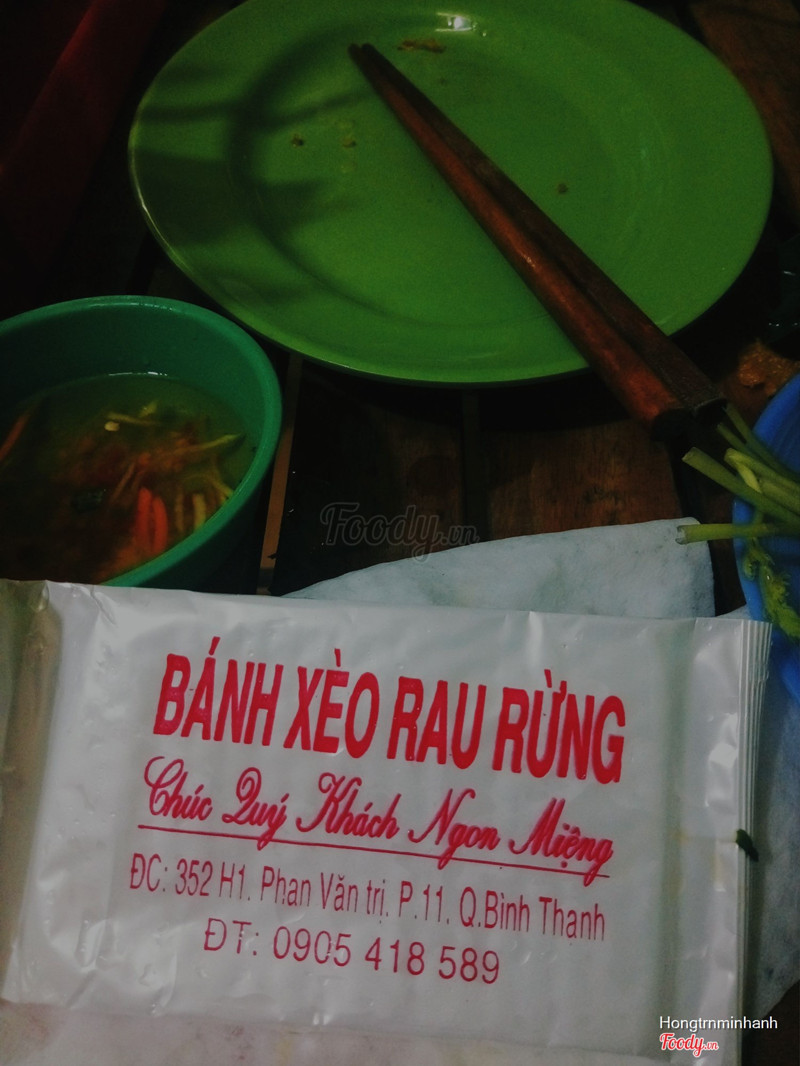 Foody.vn
BÁNH XÈO RAU RỪNG
Chúc Quý Khách Ngon Miệng
ĐC: 352 H1. Phan Văn trị. P.11. Q.Bình Thanh
ĐT: 0905 418 589
Hongtrnminhanh
Foody.vn